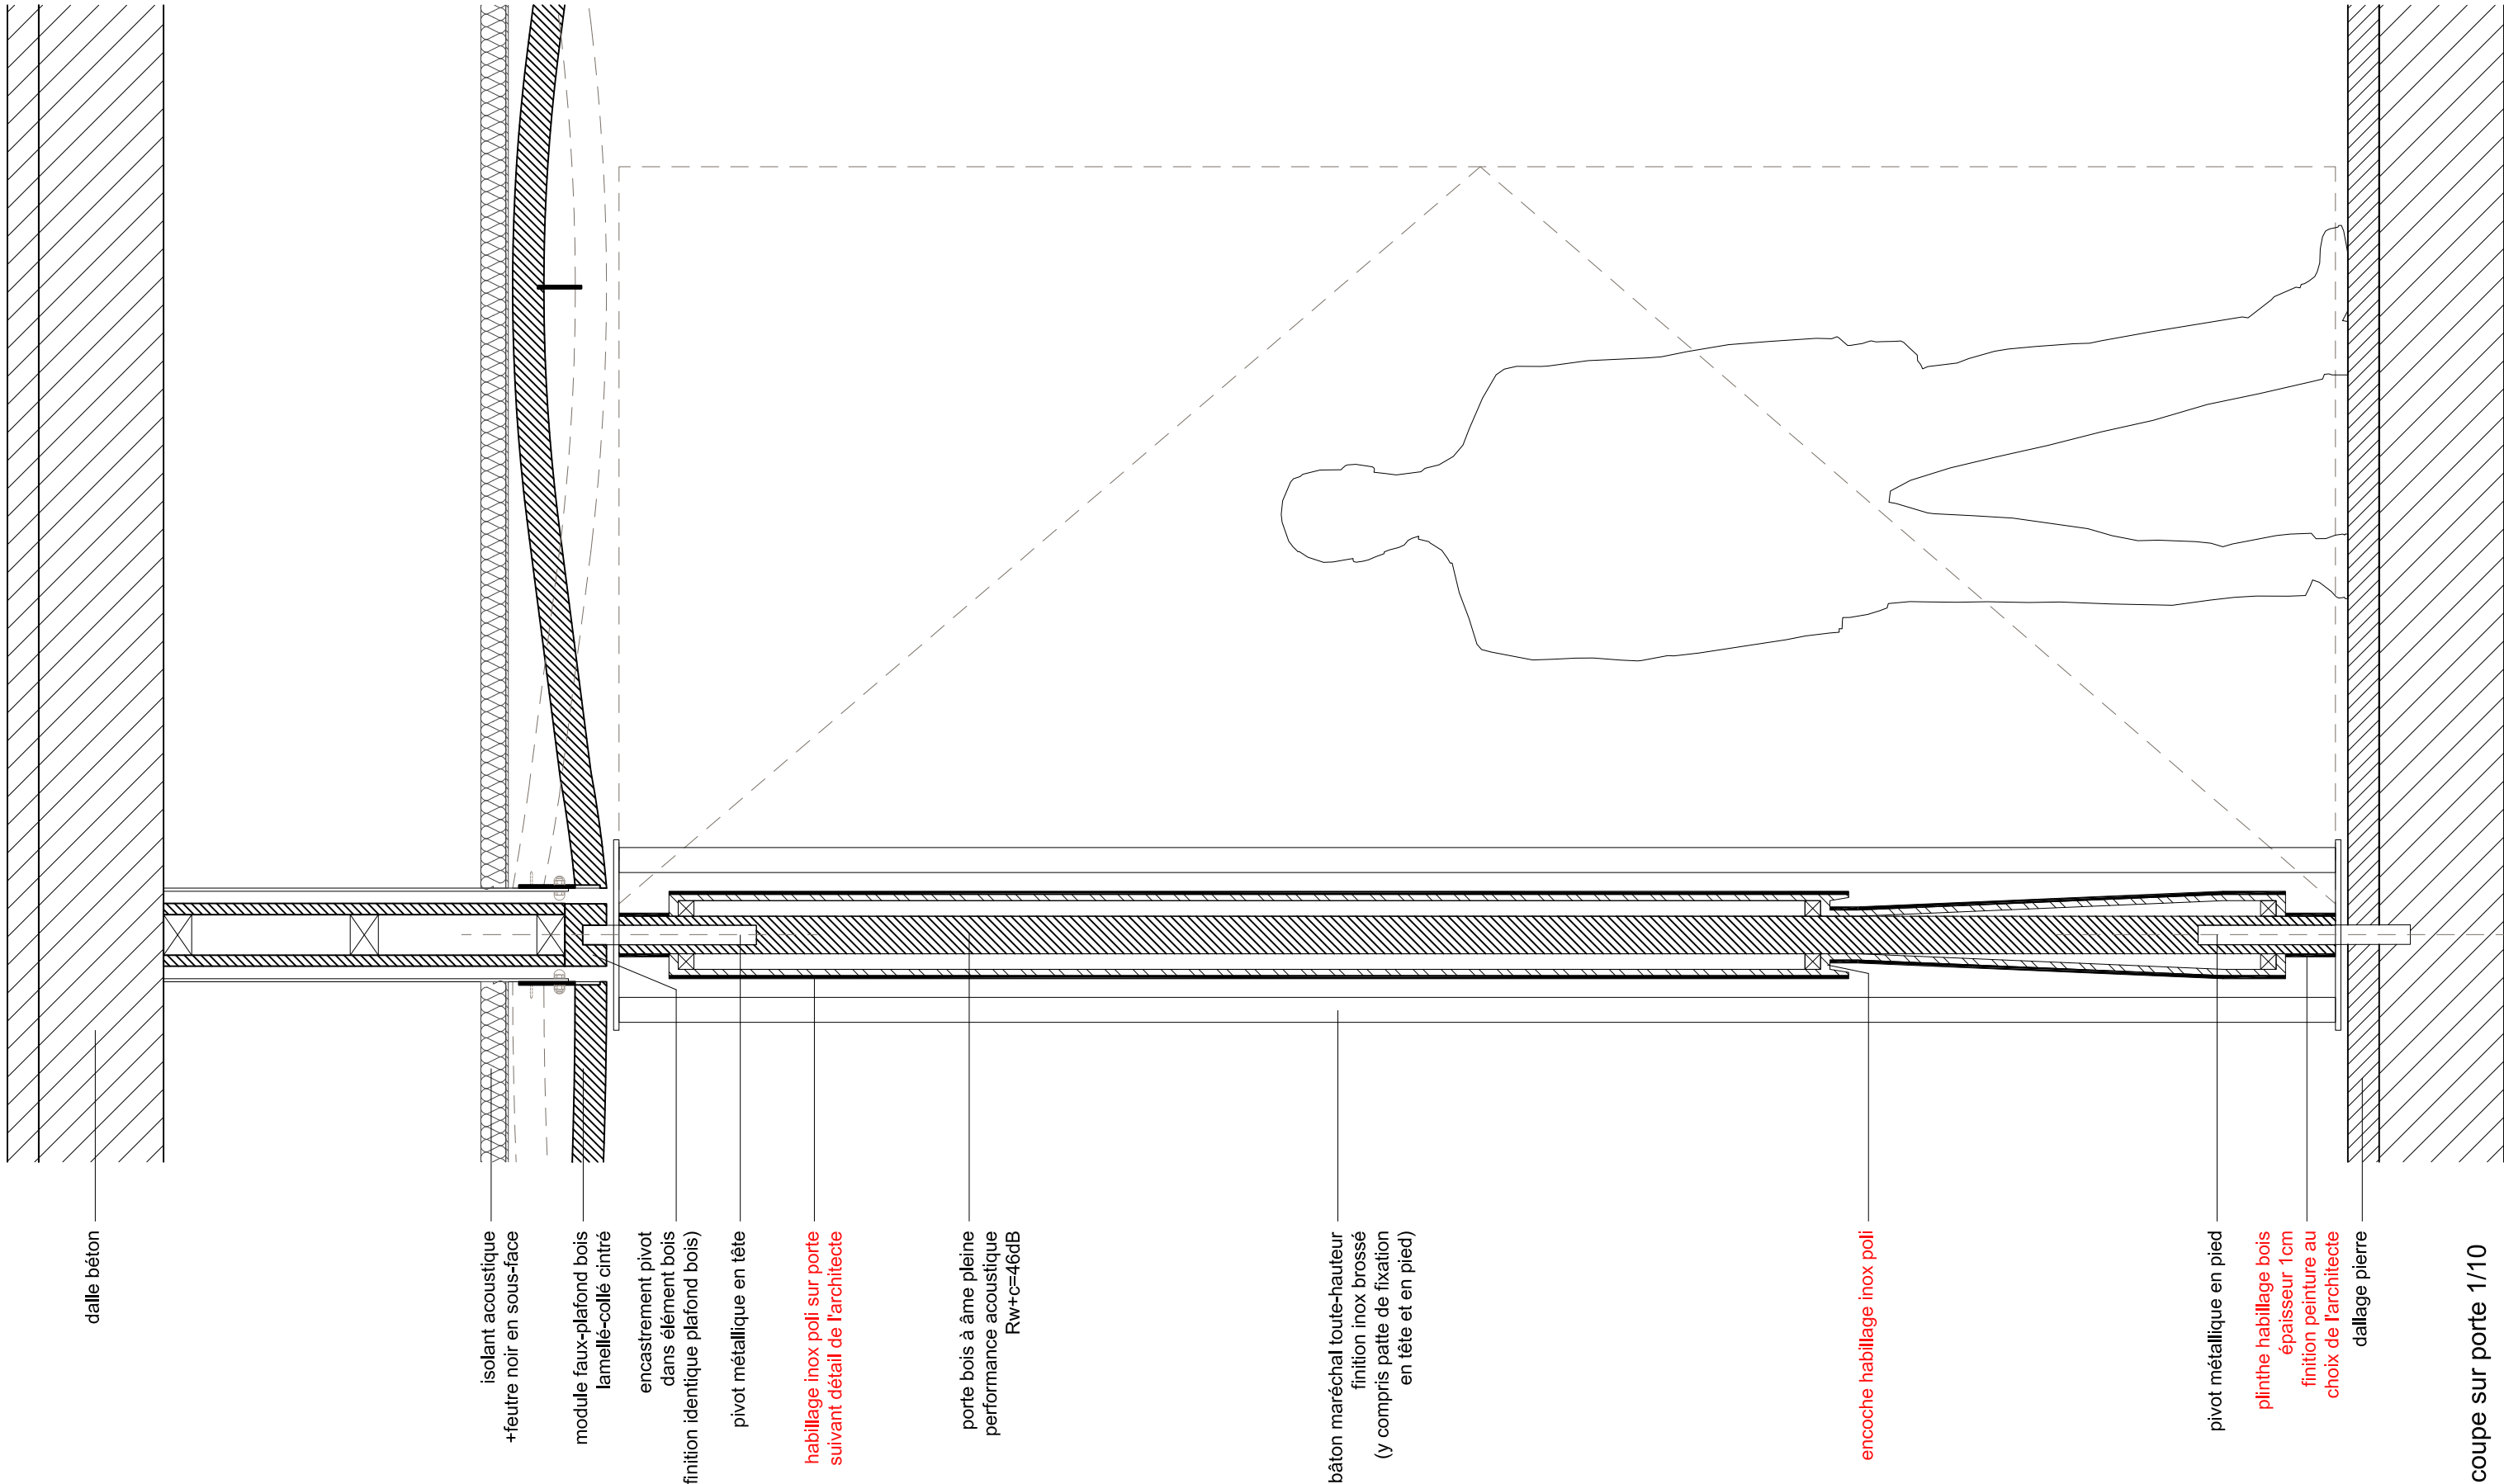 dalle béton
isolant acoustique
+feutre noir en sous-face
module faux-plafond bois
lamellé-collé cintré
encastrement pivot
dans élément bois
finition identique plafond bois)
pivot métallique en tête
habillage inox poli sur porte
suivant détail de l'architecte
porte bois à âme pleine
performance acoustique
Rw+c=46dB
bâton maréchal toute-hauteur
finition inox brossé
(y compris patte de fixation
en tête et en pied)
encoche habillage inox poli
pivot métallique en pied
plinthe habillage bois
épaisseur 1cm
finition peinture au
choix de l'architecte
dallage pierre
coupe sur porte 1/10